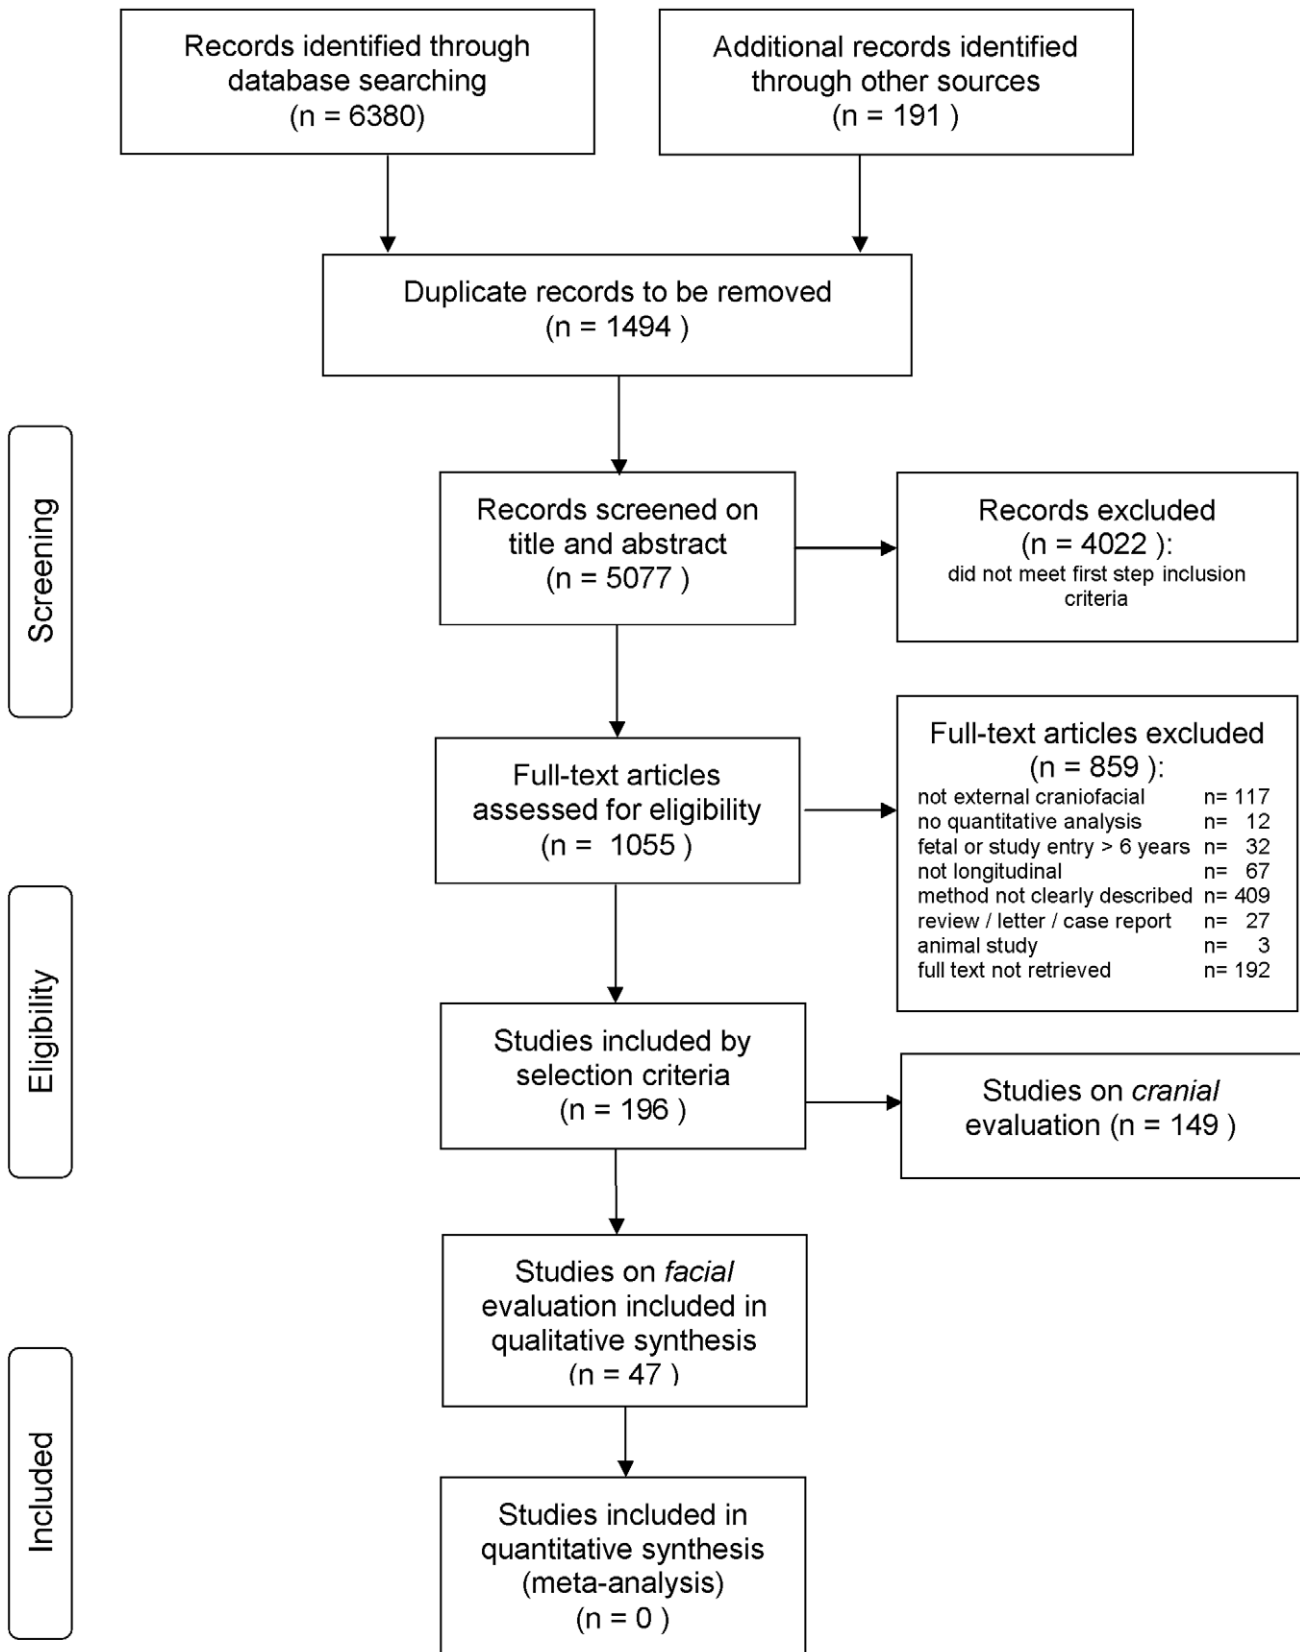 Records identified through
database searching
(n = 6380)
Additional records identified
through other sources
(n = 191 )
Duplicate records to be removed
(n = 1494 )
Screening
Records screened on
title and abstract
(n = 5077)
Records excluded
(n = 4022 ):
did not meet first step inclusion
criteria
Full-text articles
assessed for eligibility
(n = 1055 )
Full-text articles excluded
(n = 859 ):
not external craniofacial n= 117
no quantitative analysis n= 12
fetal or study entry > 6 years n= 32
not longitudinal n= 67
method not clearly described n= 409
review / letter / case report n= 27
animal study n= 3
full text not retrieved n= 192
Eligibility
Studies included by
selection criteria
(n = 196 )
Studies on cranial
evaluation (n = 149 )
Studies on facial
evaluation included in
qualitative synthesis
(n = 47 )
Included
Studies included in
quantitative synthesis
(meta-analysis)
(n = 0 )